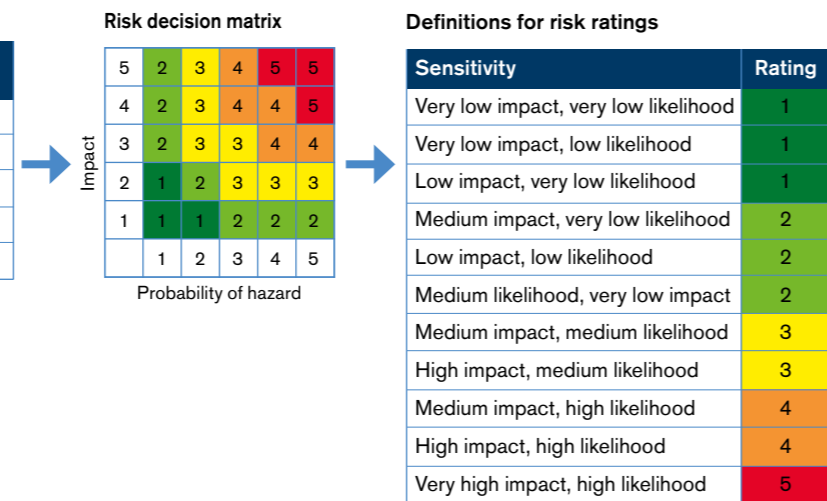 Risk decision matrix
Impact
5 2 3 4 5 5
4 2 3 4 4 5
3 2 3 3 4 4
2 1 2 3 3 3
1 1 1 2 2 2
1 2 3 4 5
Probability of hazard
Definitions for risk ratings
Sensitivity Rating
Very low impact, very low likelihood 1
Very low impact, low likelihood 1
Low impact, very low likelihood 1
Medium impact, very low likelihood 2
Low impact, low likelihood 2
Medium likelihood, very low impact 2
Medium impact, medium likelihood 3
High impact, medium likelihood 3
Medium impact, high likelihood 4
High impact, high likelihood 4
Very high impact, high likelihood 5